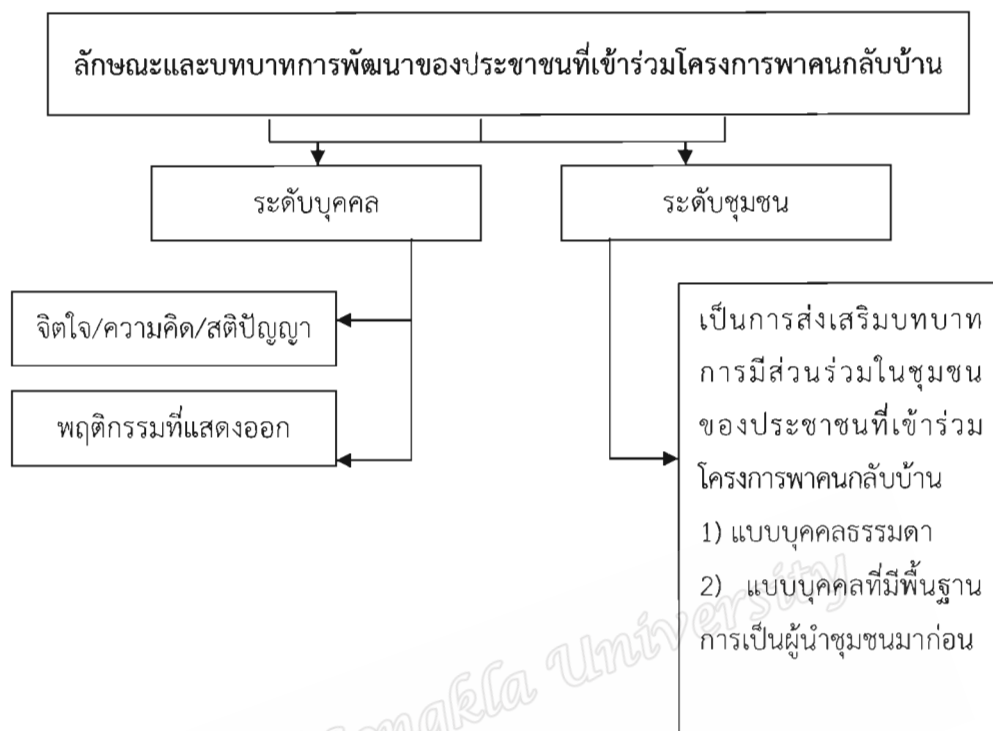 ลักษณะและบทบาทการพัฒนาของประชาชนที่เข้าร่วมโครงการพาคนกลับบ้าน
ระดับบุคคล
ระดับชุมชน
จิตใจ/ความคิด/สติปัญญา
พฤติกรรมที่แสดงออก
เป็นการส่งเสริมบทบาท
การมีส่วนร่วมในชุมชน
ของประชาชนที่เข้าร่วม
โครงการพาคนกลับบ้าน
1) แบบบุคคลธรรมดา
2) แบบบุคคลที่มีพื้นฐาน
การเป็นผู้นำชุมชนมาก่อน
Songkla University